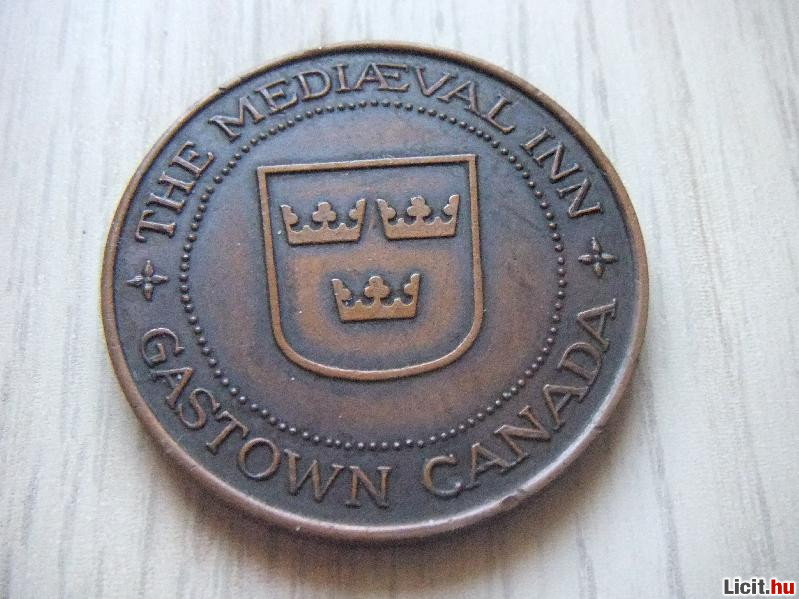 THE MEDIÆVAL INN
GASTOWN CANADA
Licit.hu